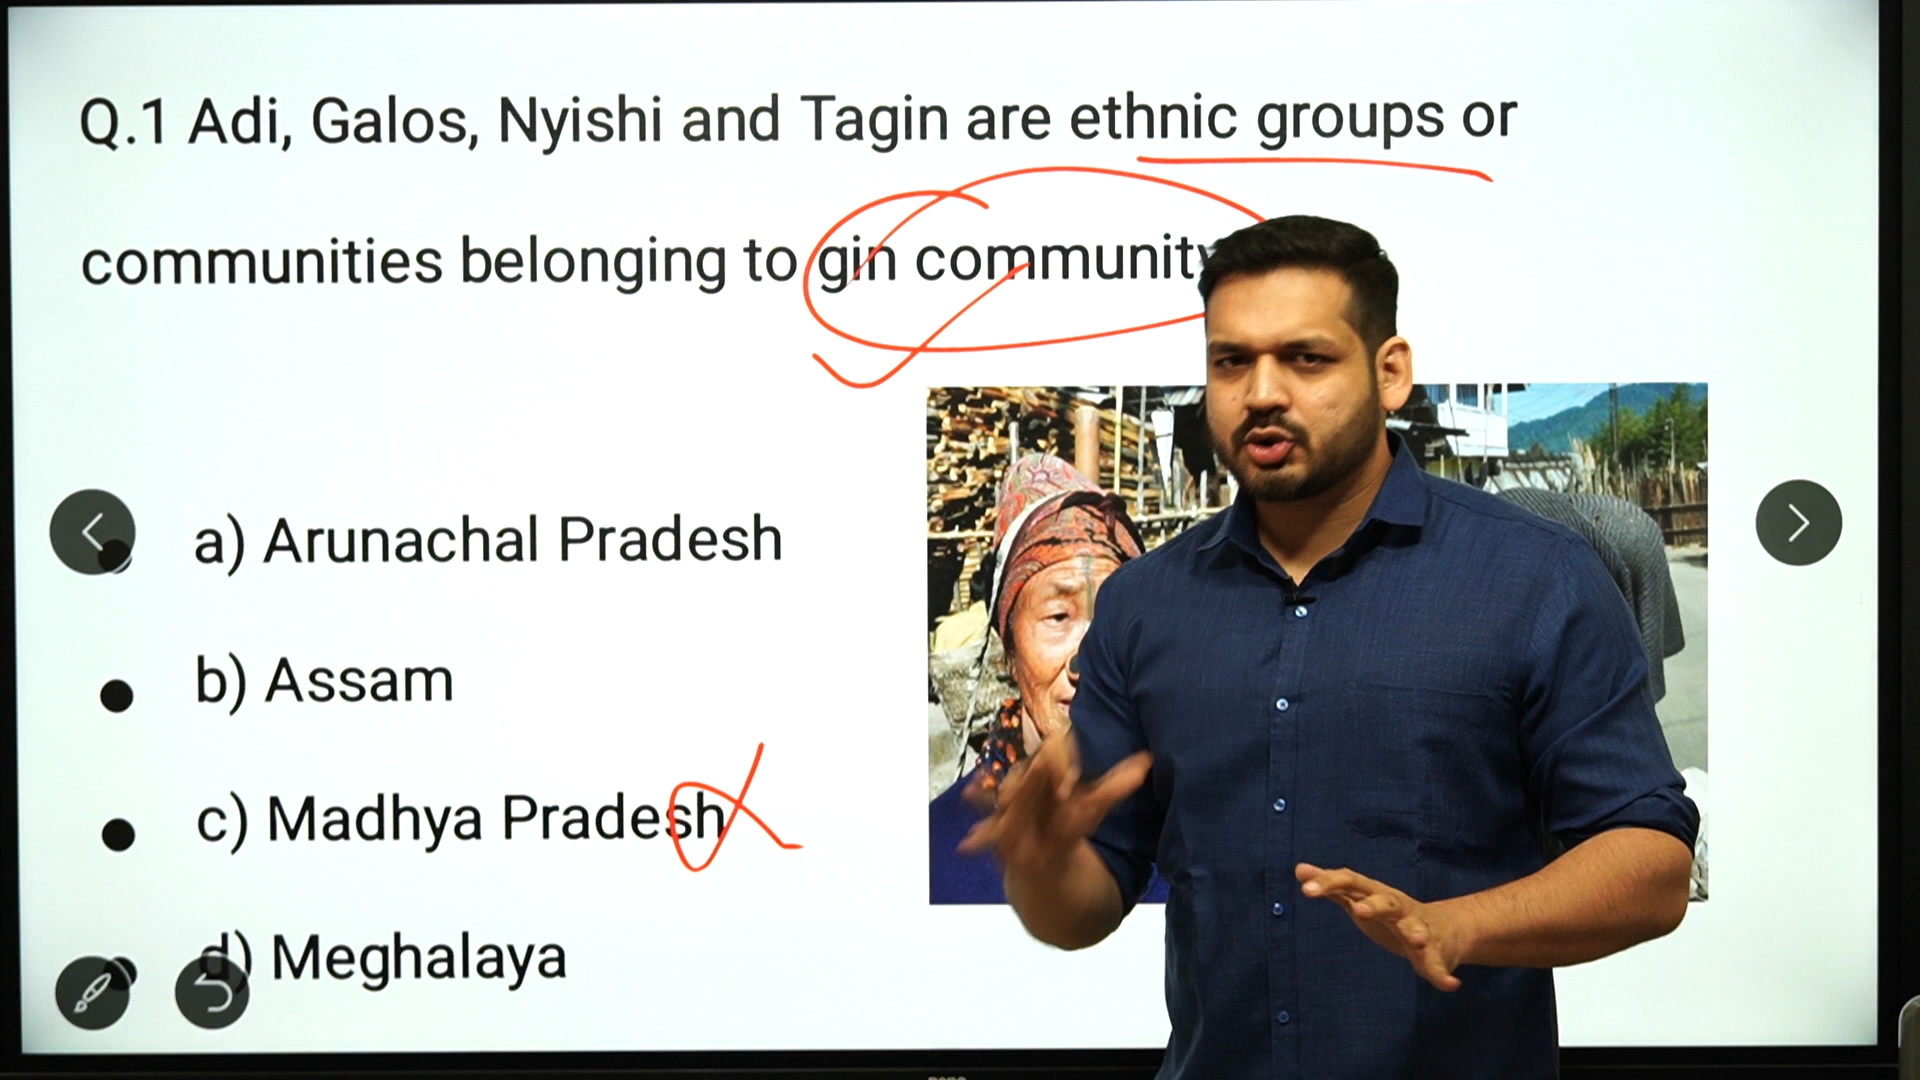 Q.1 Adi, Galos, Nyishi and Tagin are ethnic groups or
communities belonging to gin community
a) Arunachal Pradesh
b) Assam
c) Madhya Pradesh
d) Meghalaya